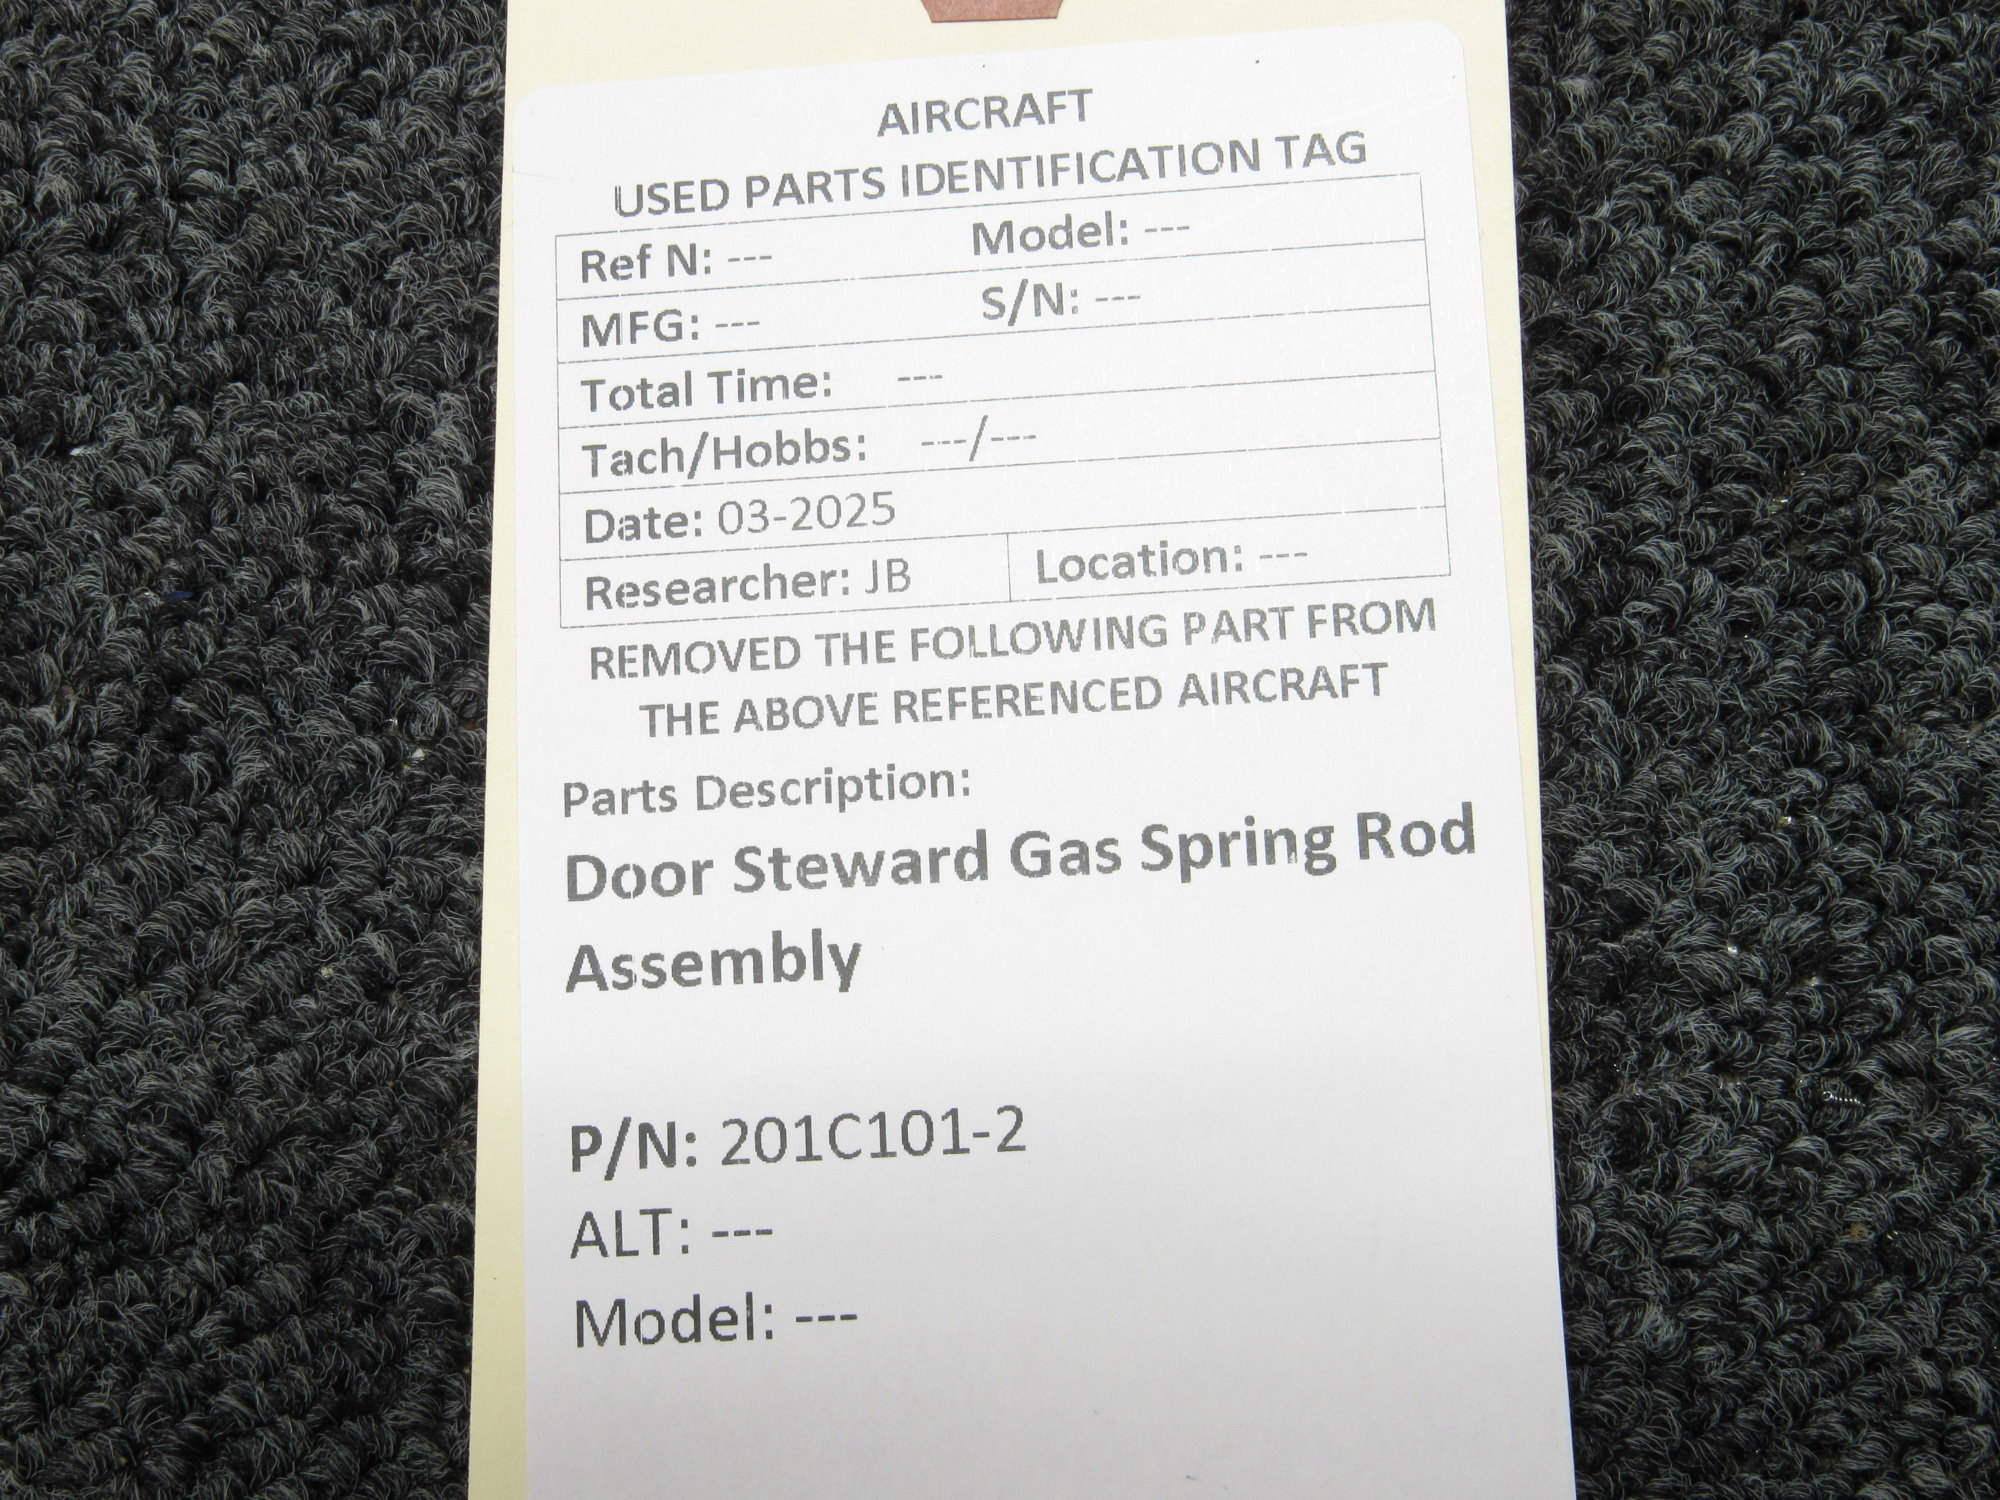 AIRCRAFT
USED PARTS IDENTIFICATION TAG
Ref N: --- Model: ---
MFG: --- S/N: ---
Total Time: ---
Tach/Hobbs: ---/---
Date: 03-2025
Researcher: JB Location: ---
REMOVED THE FOLLOWING PART FROM
THE ABOVE REFERENCED AIRCRAFT
Parts Description:
Door Steward Gas Spring Rod
Assembly
P/N: 201C101-2
ALT: ---
Model: ---